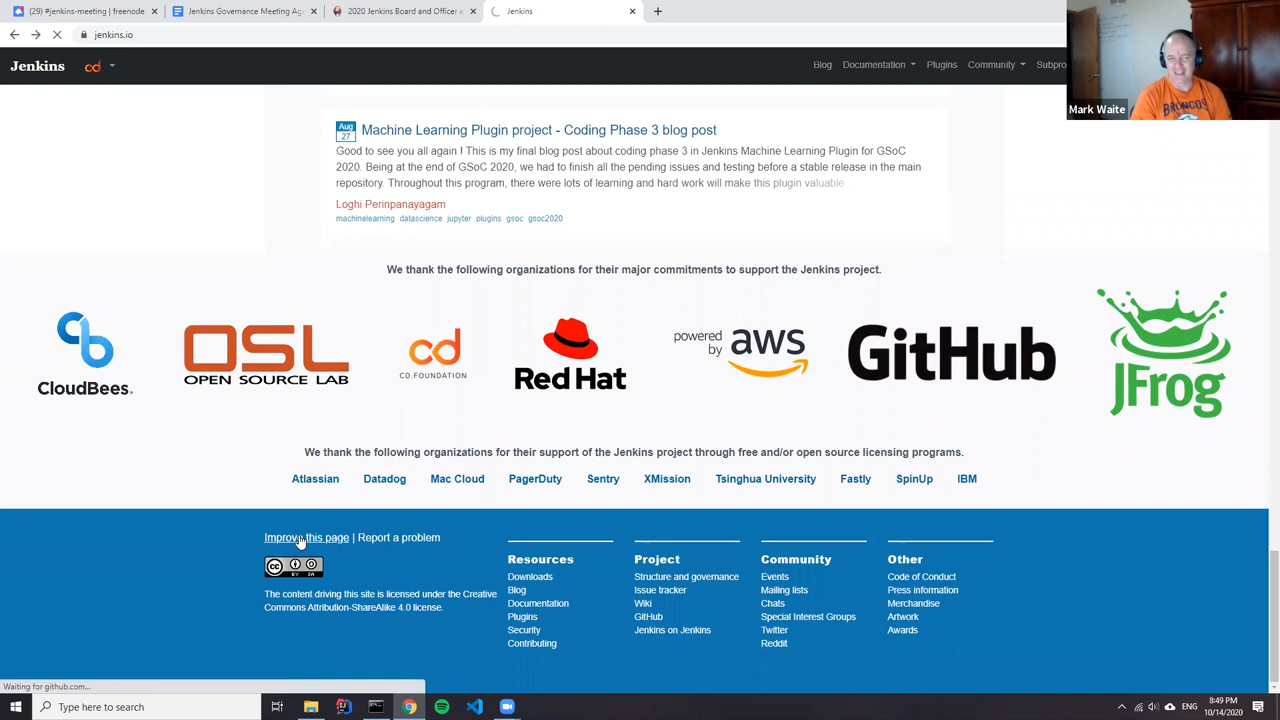 (29) #jenkins-meeting | freenode
Jenkins Governance Meeting Ag
2020 Jenkins Board and Officer e
Jenkins
jenkins.io
Jenkins
cd
Blog
Documentation
Plugins
Community
Subpro
BRONCOS
Mark Waite
Aug
27
Machine Learning Plugin project - Coding Phase 3 blog post
Good to see you all again ! This is my final blog post about coding phase 3 in Jenkins Machine Learning Plugin for GSoC
2020. Being at the end of GSoC 2020, we had to finish all the pending issues and testing before a stable release in the main
repository. Throughout this program, there were lots of learning and hard work will make this plugin valuable
Loghi Perinpanayagam
machinelearning datascience jupyter plugins gsoc gsoc2020
We thank the following organizations for their major commitments to support the Jenkins project.
CloudBees.
OSL
OPEN SOURCE LAB
cd
CD.FOUNDATION
Red Hat
powered
by
aws
GitHub
JFrog
We thank the following organizations for their support of the Jenkins project through free and/or open source licensing programs.
Atlassian Datadog Mac Cloud PagerDuty Sentry XMission Tsinghua University Fastly SpinUp IBM
Improve this page | Report a problem
cc
BY SA
The content driving this site is licensed under the Creative
Commons Attribution-ShareAlike 4.0 license.
Resources
Downloads
Blog
Documentation
Plugins
Security
Contributing
Project
Structure and governance
Issue tracker
Wiki
GitHub
Jenkins on Jenkins
Community
Events
Mailing lists
Chats
Special Interest Groups
Twitter
Reddit
Other
Code of Conduct
Press information
Merchandise
Artwork
Awards
Waiting for github.com...
Type here to search
ENG
8:49 PM
10/14/2020